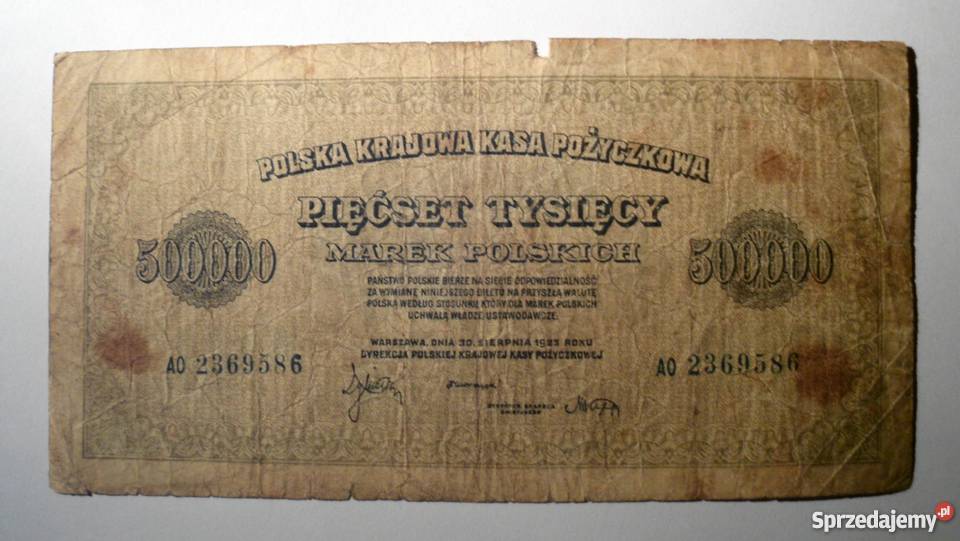 POLSKA KRAJOWA KASA POŻYCZKOWA
PIĘĆSET TYSIĘCY
MAREK POLSKICH
500000
500000
PAŃSTWO POLSKIE BIERZE NA SIEBIE ODPOWIEDZIALNOŚĆ
ZA WYMIANĘ NINIEJSZEGO BILETU NA PRZYSZŁĄ WALUTĘ
POLSKĄ WEDŁUG STOSUNKU, KTÓRY DLA MAREK POLSKICH
UCHWALĄ WŁADZE USTAWODAWCZE.
WARSZAWA, DNIA 30. SIERPNIA 1923 ROKU
DYREKCJA POLSKIEJ KRAJOWEJ KASY POŻYCZKOWEJ
AO 2369586
AO 2369586
Sprzedajemy.pl